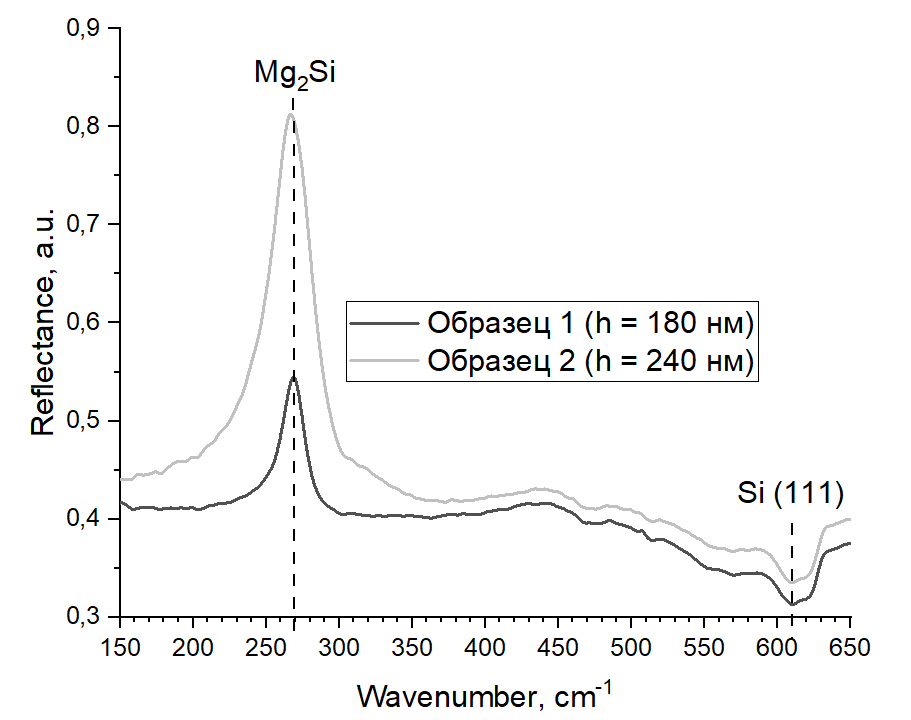 0,9
0,8
0,7
0,6
0,5
0,4
0,3
Reflectance, a.u.
Mg₂Si
Образец 1 (h = 180 нм)
Образец 2 (h = 240 нм)
Si (111)
150 200 250 300 350 400 450 500 550 600 650
Wavenumber, cm⁻¹